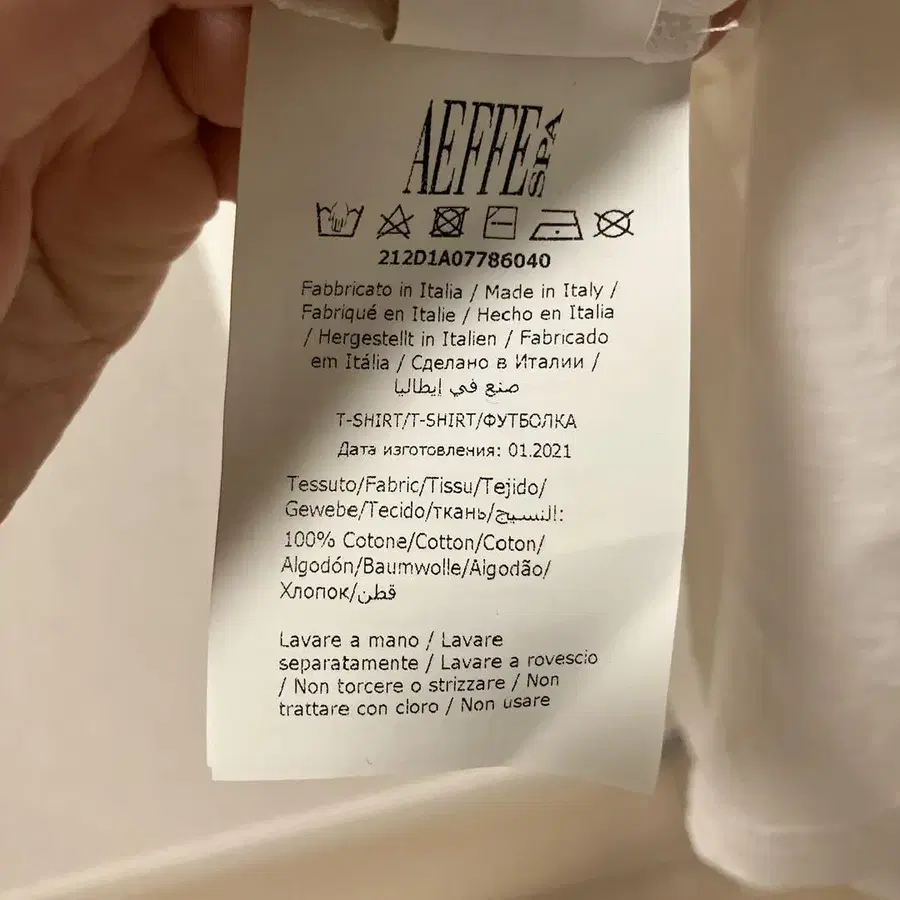 AEFFE SPA
212D1A07786040
Fabbricato in Italia / Made in Italy /
Fabriqué en Italie / Hecho en Italia
/ Hergestellt in Italien / Fabricado
em Itália / Сделано в Италии /
صنع في إيطاليا
T-SHIRT/T-SHIRT/ФУТБОЛКА
Дата изготовления: 01.2021
Tessuto/Fabric/Tissu/Tejido/
Gewebe/Tecido/ткань/النسيج:
100% Cotone/Cotton/Coton/
Algodón/Baumwolle/Algodão/
Хлопок/قطن
Lavare a mano / Lavare
separatamente / Lavare a rovescio
/ Non torcere o strizzare / Non
trattare con cloro / Non usare